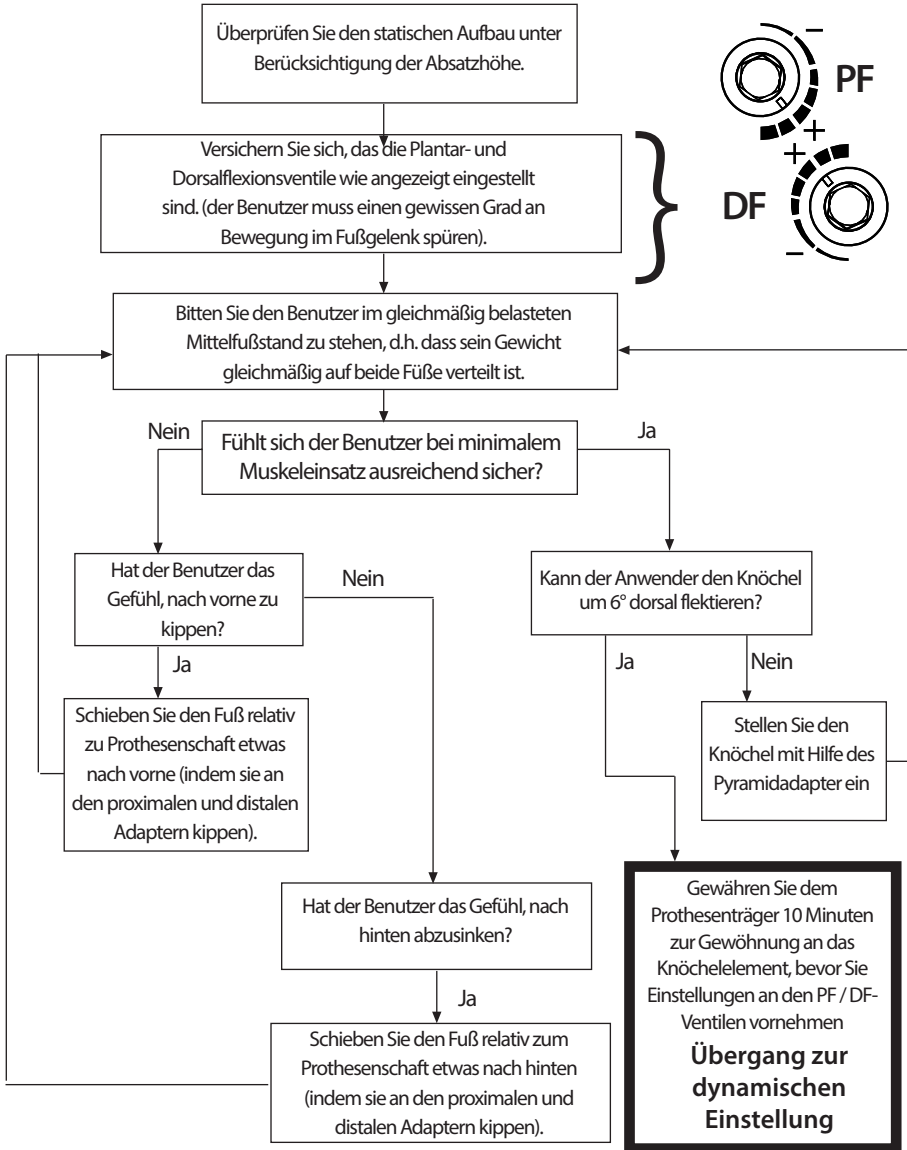 Überprüfen Sie den statischen Aufbau unter
Berücksichtigung der Absatzhöhe.
−
PF
+
+
DF
−
Versichern Sie sich, das die Plantar- und
Dorsalflexionsventile wie angezeigt eingestellt
sind. (der Benutzer muss einen gewissen Grad an
Bewegung im Fußgelenk spüren).
Bitten Sie den Benutzer im gleichmäßig belasteten
Mittelfußstand zu stehen, d.h. dass sein Gewicht
gleichmäßig auf beide Füße verteilt ist.
Nein
Fühlt sich der Benutzer bei minimalem
Muskeleinsatz ausreichend sicher?
Ja
Hat der Benutzer das
Gefühl, nach vorne zu
kippen?
Nein
Kann der Anwender den Knöchel
um 6° dorsal flektieren?
Ja
Ja
Nein
Schieben Sie den Fuß relativ
zu Prothesenschaft etwas
nach vorne (indem sie an
den proximalen und distalen
Adaptern kippen).
Stellen Sie den
Knöchel mit Hilfe des
Pyramidadapter ein
Hat der Benutzer das Gefühl, nach
hinten abzusinken?
Ja
Schieben Sie den Fuß relativ zum
Prothesenschaft etwas nach hinten
(indem sie an den proximalen und
distalen Adaptern kippen).
Gewähren Sie dem
Prothesenträger 10 Minuten
zur Gewöhnung an das
Knöchelelement, bevor Sie
Einstellungen an den PF / DF-
Ventilen vornehmen
Übergang zur
dynamischen
Einstellung